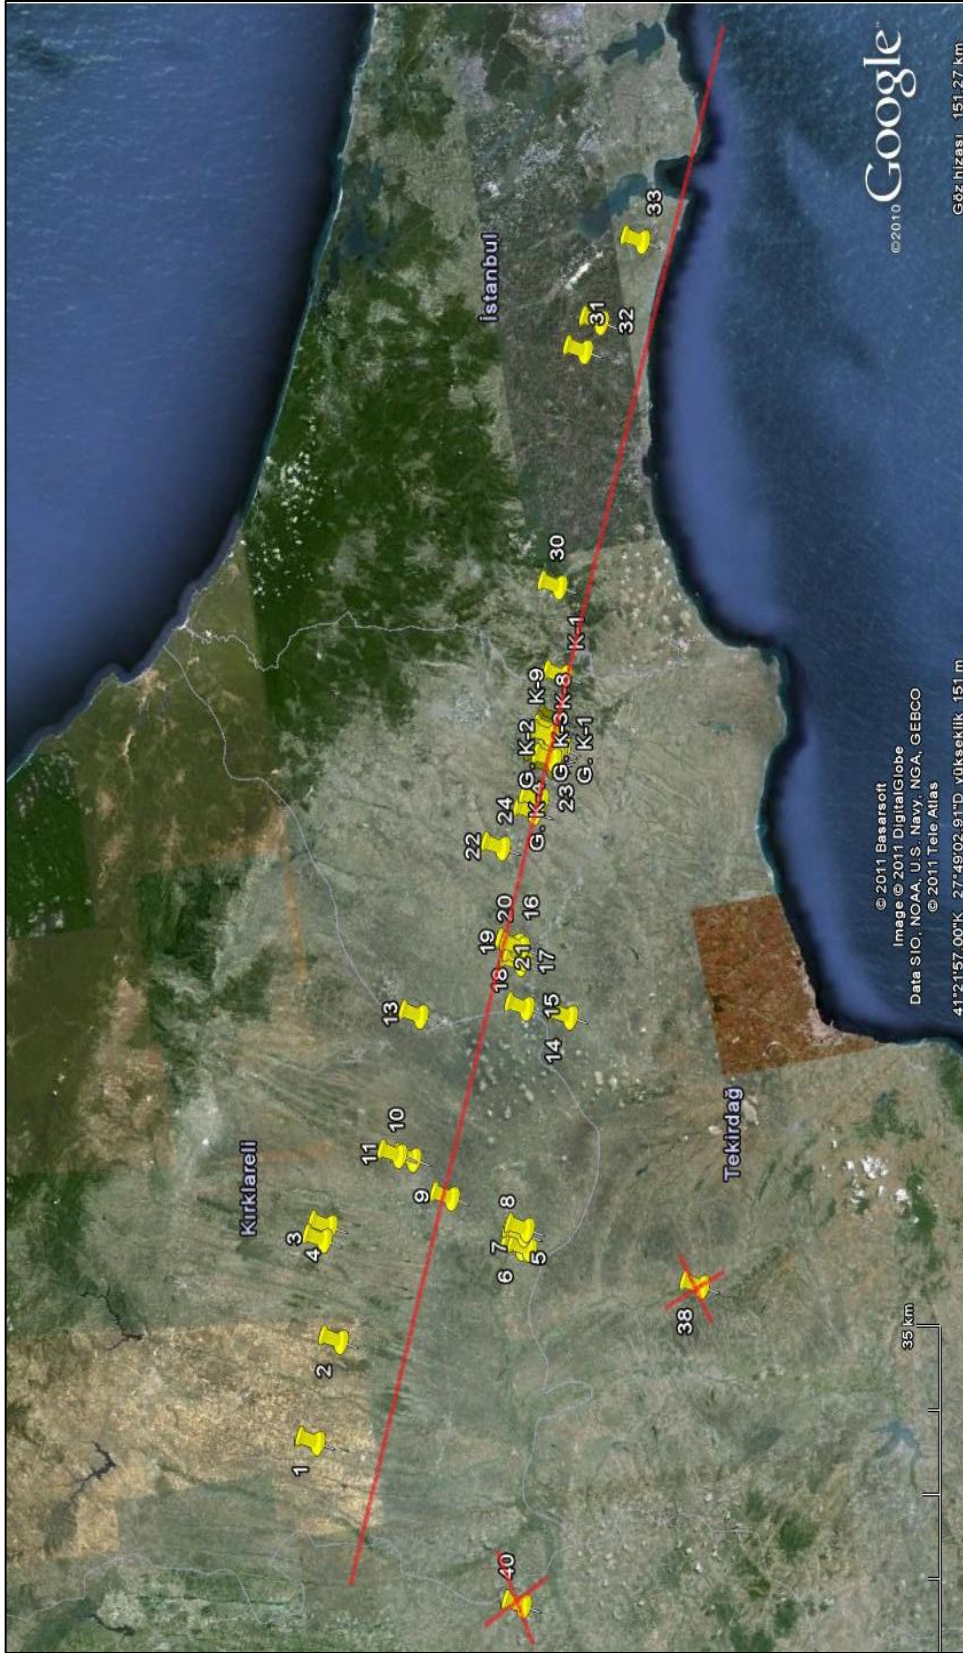 Kırklareli
İstanbul
Tekirdağ
1
2
3
4
11
10
9
13
6
7
8
5
14
15
18
19
20
21
16
17
22
24
G. K-2
K-9
K-8
G. K-3
G. K-1
23
K-1
30
31
32
33
38
40
35 km
© 2011 Basarsoft
Image © 2011 DigitalGlobe
Data SIO, NOAA, U.S. Navy, NGA, GEBCO
© 2011 Tele Atlas
41°21'57.00"K 27°49'02.91"D yükseklik 151 m
©2010 Google
Göz hizası 151.27 km